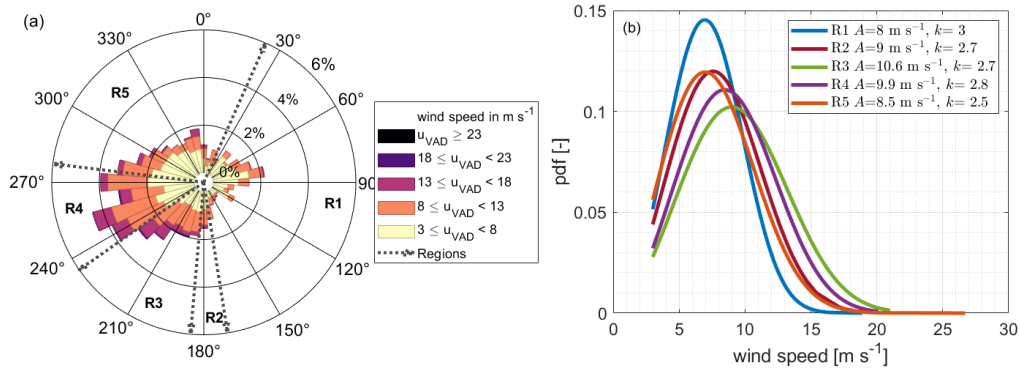 (a)
0°
30°
60°
90
120°
150°
180°
210°
240°
270°
300°
330°
6%
4%
2%
0%
R1
R2
R3
R4
R5
wind speed in m s⁻¹
u_VAD ≥ 23
18 ≤ u_VAD < 23
13 ≤ u_VAD < 18
8 ≤ u_VAD < 13
3 ≤ u_VAD < 8
Regions
(b)
0.15
0.1
0.05
0
0 5 10 15 20 25 30
pdf [-]
wind speed [m s⁻¹]
R1 A=8 m s⁻¹, k= 3
R2 A=9 m s⁻¹, k= 2.7
R3 A=10.6 m s⁻¹, k= 2.7
R4 A=9.9 m s⁻¹, k= 2.8
R5 A=8.5 m s⁻¹, k= 2.5